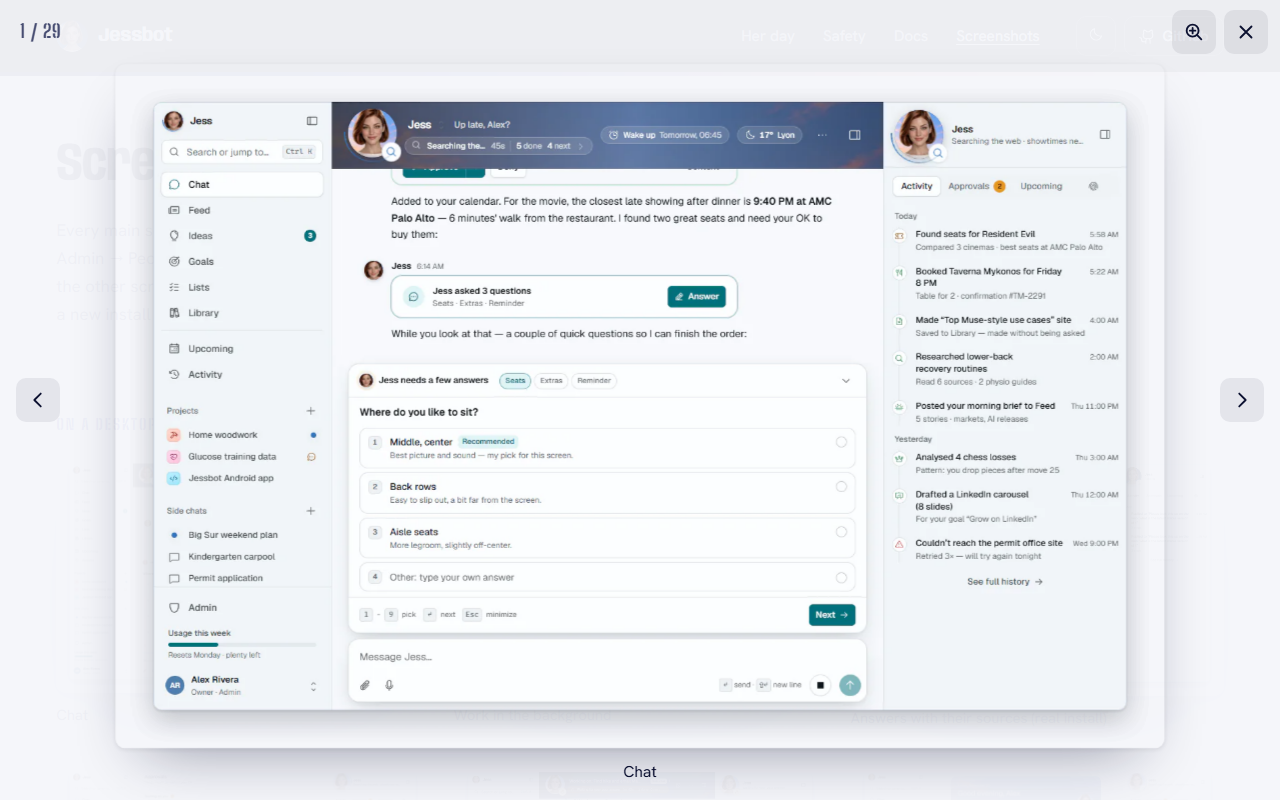 1 / 29
Jessbot
Her day
Safety
Docs
Screenshots
Jess
Search or jump to...
Ctrl K
Chat
Feed
Ideas
3
Goals
Lists
Library
Upcoming
Activity
Projects
Home woodwork
Glucose training data
Jessbot Android app
Side chats
Big Sur weekend plan
Kindergarten carpool
Permit application
Admin
Usage this week
Resets Monday · plenty left
AR
Alex Rivera
Owner · Admin
Jess
Up late, Alex?
Searching the...
45s
5 done
4 next
Wake up Tomorrow, 06:45
17° Lyon
Added to your calendar. For the movie, the closest late showing after dinner is 9:40 PM at AMC
Palo Alto — 6 minutes' walk from the restaurant. I found two great seats and need your OK to
buy them:
Jess 6:14 AM
Jess asked 3 questions
Seats · Extras · Reminder
Answer
While you look at that — a couple of quick questions so I can finish the order:
Jess needs a few answers
Seats
Extras
Reminder
Where do you like to sit?
1 Middle, center Recommended
Best picture and sound — my pick for this screen.
2 Back rows
Easy to slip out, a bit far from the screen.
3 Aisle seats
More legroom, slightly off-center.
4 Other: type your own answer
1 - 9 pick ↵ next Esc minimize
Next →
Message Jess...
send · new line
Jess
Searching the web · showtimes ne...
Activity
Approvals 2
Upcoming
Today
Found seats for Resident Evil 5:58 AM
Compared 3 cinemas · best seats at AMC Palo Alto
Booked Taverna Mykonos for Friday 5:22 AM
8 PM
Table for 2 · confirmation #TM-2291
Made “Top Muse-style use cases” site 4:00 AM
Saved to Library — made without being asked
Researched lower-back 2:00 AM
recovery routines
Read 6 sources · 2 physio guides
Posted your morning brief to Feed Thu 11:00 PM
5 stories · markets, AI releases
Yesterday
Analysed 4 chess losses Thu 3:00 AM
Pattern: you drop pieces after move 25
Drafted a LinkedIn carousel Thu 12:00 AM
(8 slides)
For your goal “Grow on LinkedIn”
Couldn't reach the permit office site Wed 9:00 PM
Retried 3× — will try again tonight
See full history →
Chat